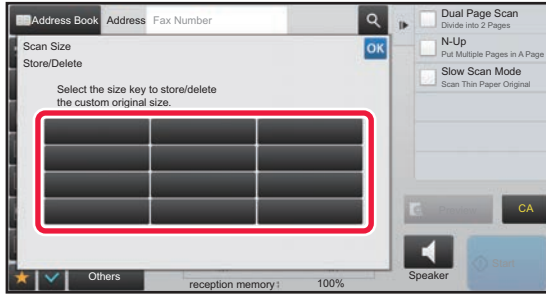 Address Book Address Fax Number
Scan Size
OK
Store/Delete
Select the size key to store/delete
the custom original size.
Dual Page Scan
Divide into 2 Pages
N-Up
Put Multiple Pages in A Page
Slow Scan Mode
Scan Thin Paper Original
CA
Start
Others
reception memory: 100%
Speaker